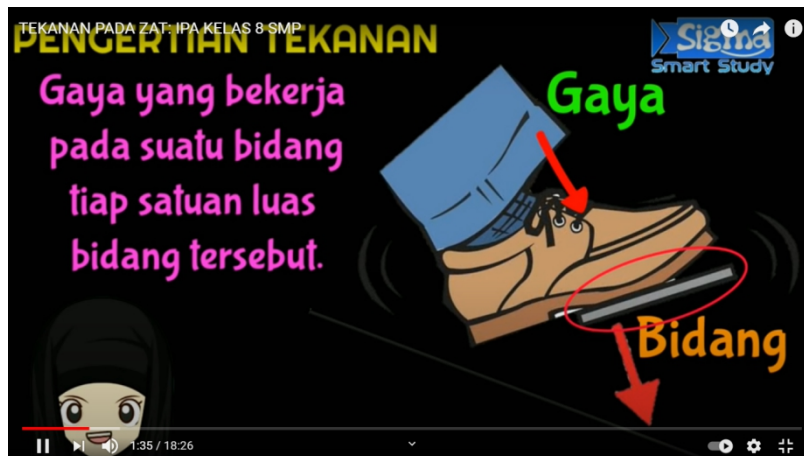 TEKANAN PADA ZAT: IPA KELAS 8 SMP
PENGERTIAN TEKANAN
Sigma
Smart Study
Gaya yang bekerja
pada suatu bidang
tiap satuan luas
bidang tersebut.
Gaya
Bidang
1:35 / 18:26